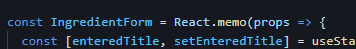 const IngredientForm = React.memo(props => {
const [enteredTitle, setEnteredTitle] = useSta